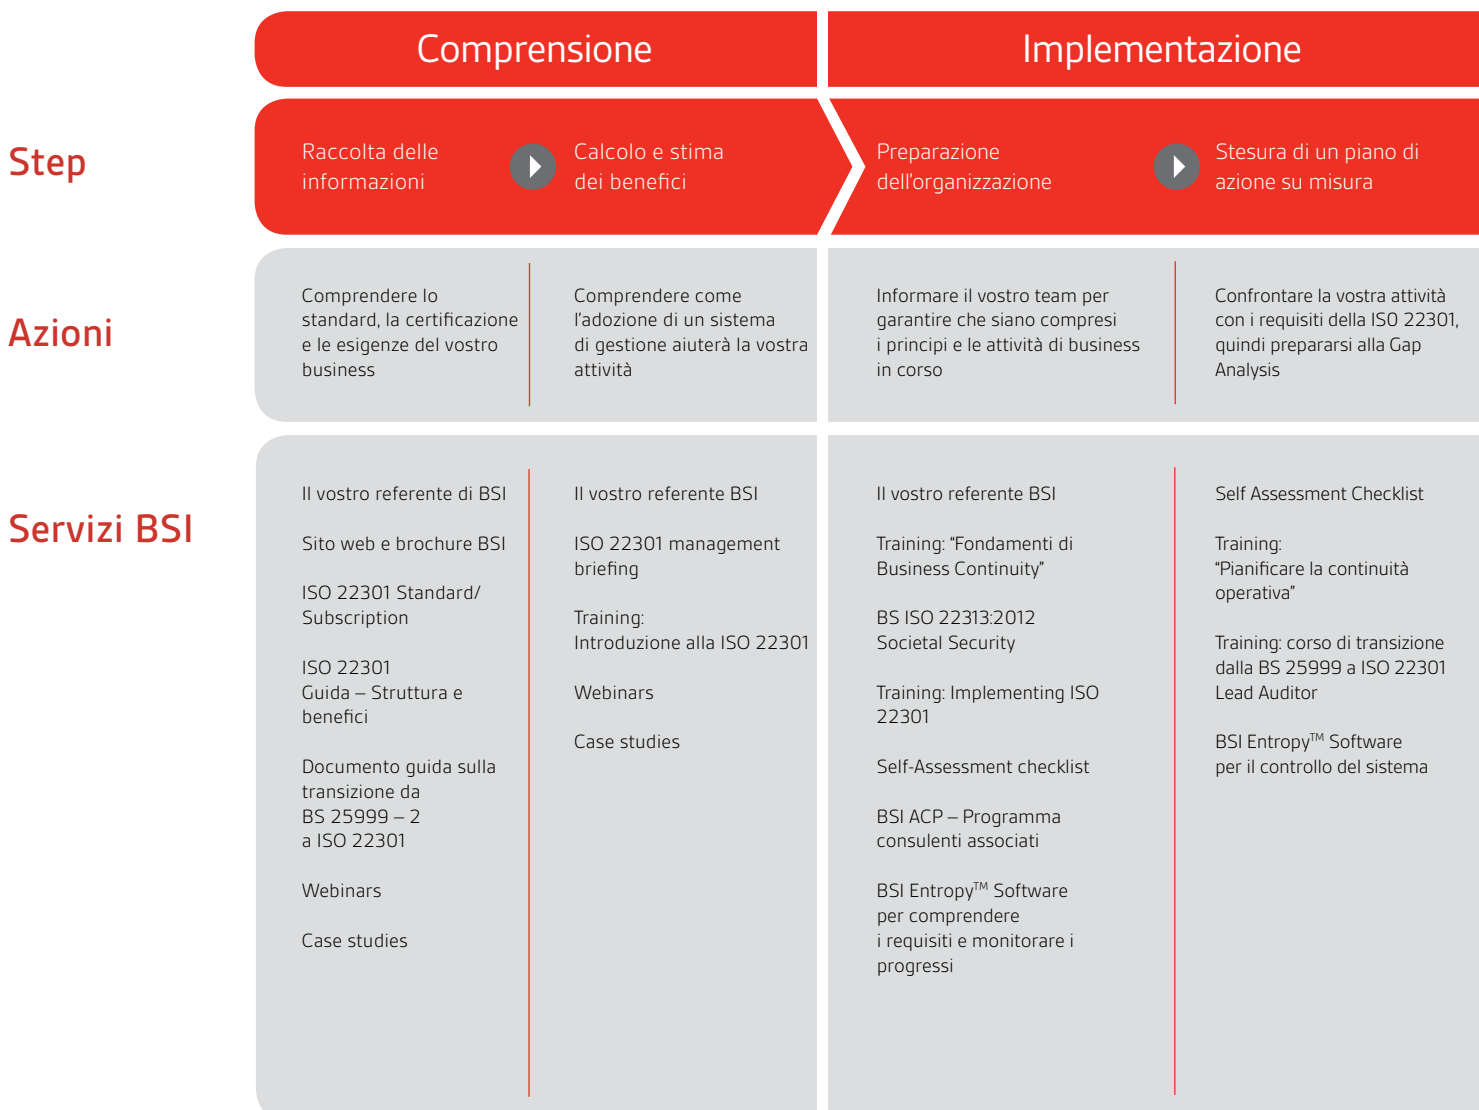 Comprensione
Implementazione
Step
Raccolta delle
informazioni
Calcolo e stima
dei benefici
Preparazione
dell'organizzazione
Stesura di un piano di
azione su misura
Azioni
Comprendere lo
standard, la certificazione
e le esigenze del vostro
business
Comprendere come
l'adozione di un sistema
di gestione aiuterà la vostra
attività
Informare il vostro team per
garantire che siano compresi
i principi e le attività di business
in corso
Confrontare la vostra attività
con i requisiti della IS0 22301,
quindi prepararsi alla Gap
Analysis
Servizi BSI
Il vostro referente di BSI
Sito web e brochure BSI
ISO 22301 Standard/
Subscription
ISO 22301
Guida – Struttura e
benefici
Documento guida sulla
transizione da
BS 25999 – 2
a ISO 22301
Webinars
Case studies
Il vostro referente BSI
ISO 22301 management
briefing
Training:
Introduzione alla ISO 22301
Webinars
Case studies
Il vostro referente BSI
Training: "Fondamenti di
Business Continuity"
BS ISO 22313:2012
Societal Security
Training: Implementing ISO
22301
Self-Assessment checklist
BSI ACP – Programma
consulenti associati
BSI Entropy™ Software
per comprendere
i requisiti e monitorare i
progressi
Self Assessment Checklist
Training:
"Pianificare la continuità
operativa"
Training: corso di transizione
dalla BS 25999 a ISO 22301
Lead Auditor
BSI Entropy™ Software
per il controllo del sistema